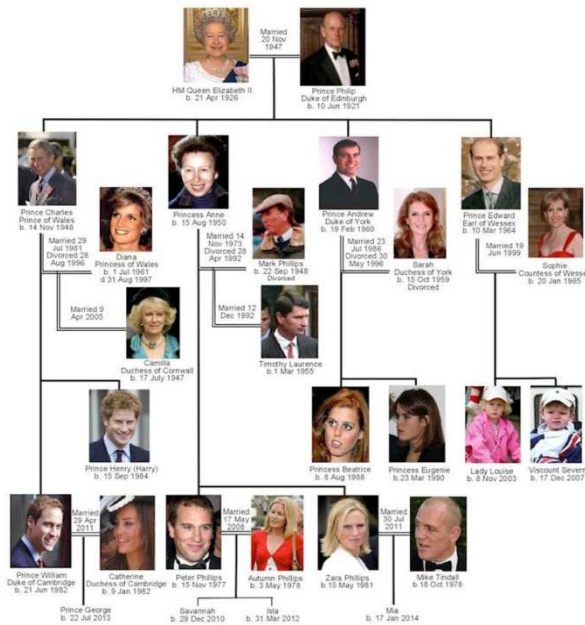 Married
20 Nov
1947
HM Queen Elizabeth II
b. 21 Apr 1926
Prince Philip
Duke of Edinburgh
b. 10 Jun 1921
Prince Charles
Prince of Wales
b. 14 Nov 1948
Princess Anne
b. 15 Aug 1950
Prince Andrew
Duke of York
b. 19 Feb 1960
Prince Edward
Earl of Wessex
b. 10 Mar 1964
Married 29
Jul 1981
Divorced 28
Aug 1996
Diana
Princess of Wales
b. 1 Jul 1961
d 31 Aug 1997
Married 14
Nov 1973
Divorced 28
Apr 1992
Mark Phillips
b. 22 Sep 1948
Divorced
Married 23
Jul 1986
Divorced 30
May 1996
Sarah
Duchess of York
b. 15 Oct 1959
Divorced
Married 19
Jun 1999
Sophie
Countess of Wesse
b. 20 Jan 1965
Married 9
Apr 2005
Camilla
Duchess of Cornwall
b. 17 July 1947
Married 12
Dec 1992
Timothy Laurence
b.1 Mar 1955
Prince Henry (Harry)
b. 15 Sep 1984
Princess Beatrice
b. 8 Aug 1988
Princess Eugenie
b.23 Mar 1990
Lady Louise
b. 8 Nov 2003
Viscount Severn
b. 17 Dec 2007
Married
29 Apr
2011
Prince William
Duke of Cambridge
b. 21 Jun 1982
Catherine
Duchess of Cambridge
b. 9 Jan 1982
Married
17 May
2008
Peter Phillips
b. 15 Nov 1977
Autumn Phillips
b. 3 May 1978
Married
30 Jul
2011
Zara Phillips
b.15 May 1981
Mike Tindall
b.18 Oct 1978
Prince George
b. 22 Jul 2013
Savannah
b. 29 Dec 2010
Isla
b. 31 Mar 2012
Mia
b. 17 Jan 2014